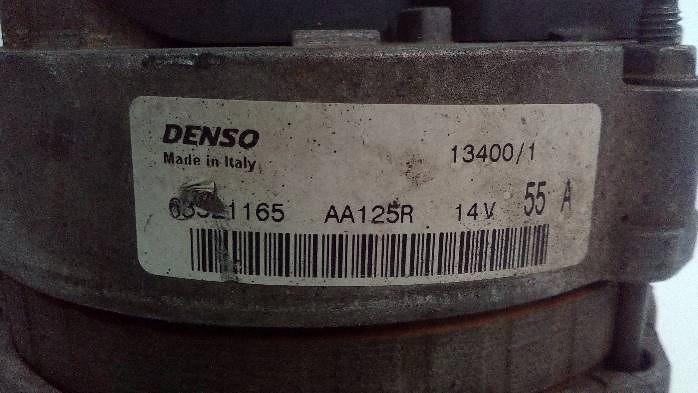 DENSO
Made in Italy
13400/1
AA125R 14V 55 A